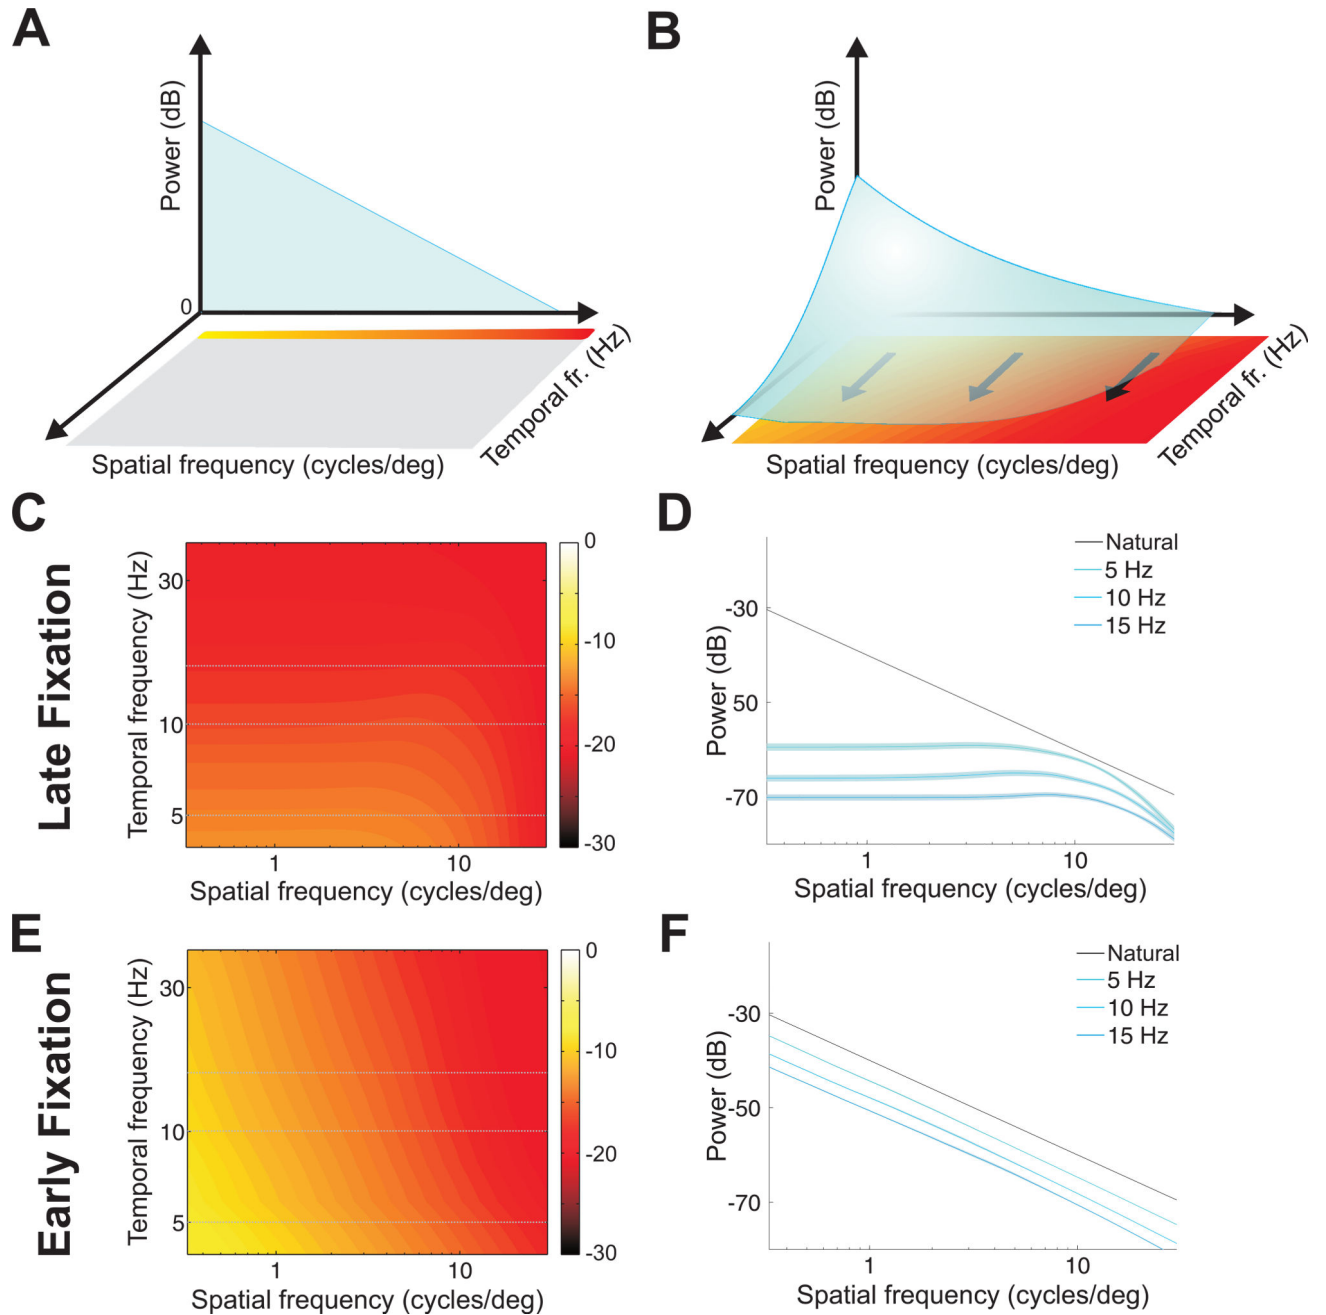 A
Power (dB)
0
Temporal fr. (Hz)
Spatial frequency (cycles/deg)
B
Power (dB)
Temporal fr. (Hz)
Spatial frequency (cycles/deg)
Late Fixation
C
Temporal frequency (Hz)
30
10
5
1 10
Spatial frequency (cycles/deg)
0
-10
-20
-30
D
Natural
5 Hz
10 Hz
15 Hz
Power (dB)
-30
50
-70
1 10
Spatial frequency (cycles/deg)
Early Fixation
E
Temporal frequency (Hz)
30
10
5
1 10
Spatial frequency (cycles/deg)
0
-10
-20
-30
F
Natural
5 Hz
10 Hz
15 Hz
Power (dB)
-30
-50
-70
1 10
Spatial frequency (cycles/deg)